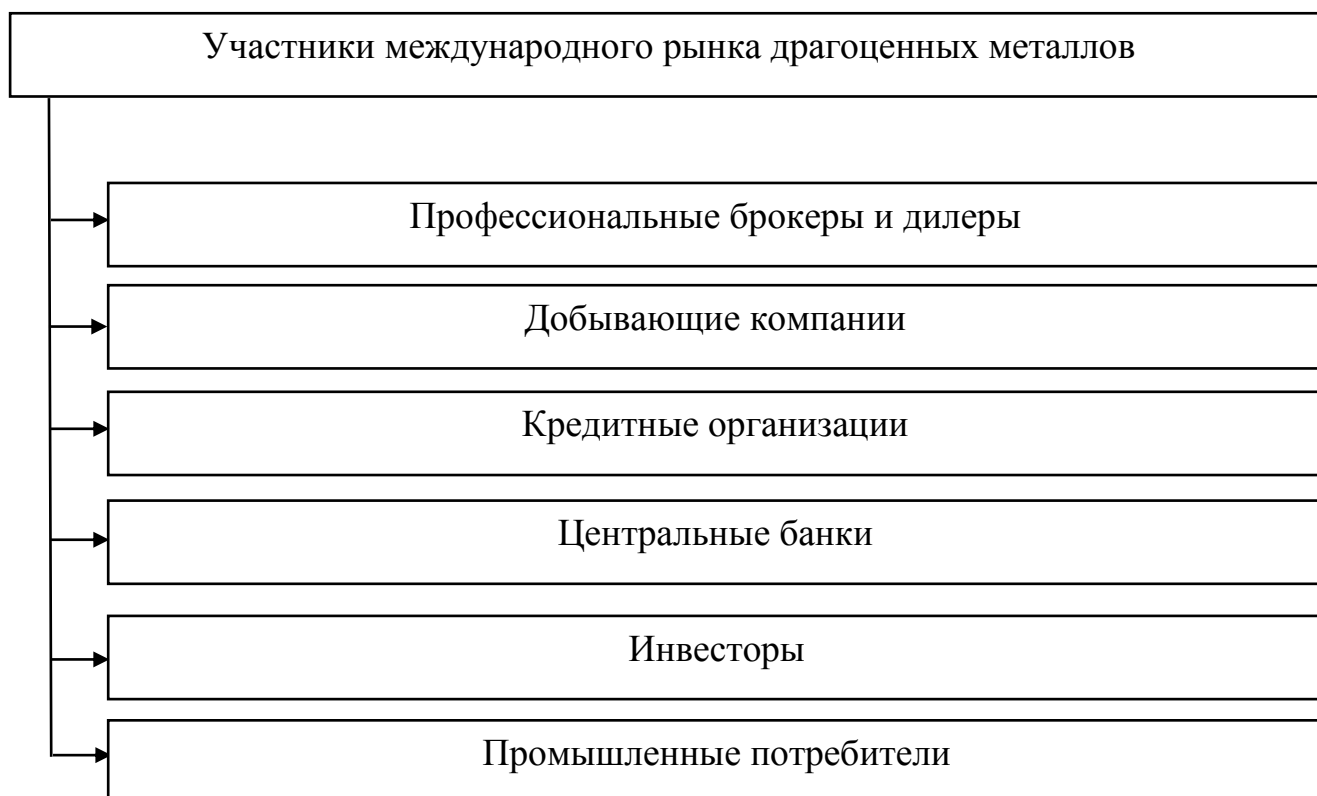 Участники международного рынка драгоценных металлов
Профессиональные брокеры и дилеры
Добывающие компании
Кредитные организации
Центральные банки
Инвесторы
Промышленные потребители